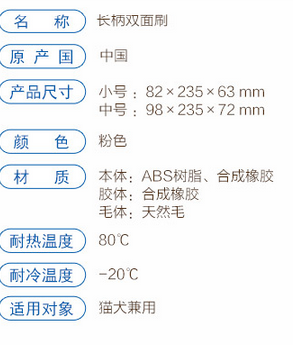 名 称 长柄双面刷
原产国 中国
产品尺寸 小号：82×235×63 mm
中号：98×235×72 mm
颜 色 粉色
材 质 本体：ABS树脂、合成橡胶
胶体：合成橡胶
毛体：天然毛
耐热温度 80℃
耐冷温度 -20℃
适用对象 猫犬兼用